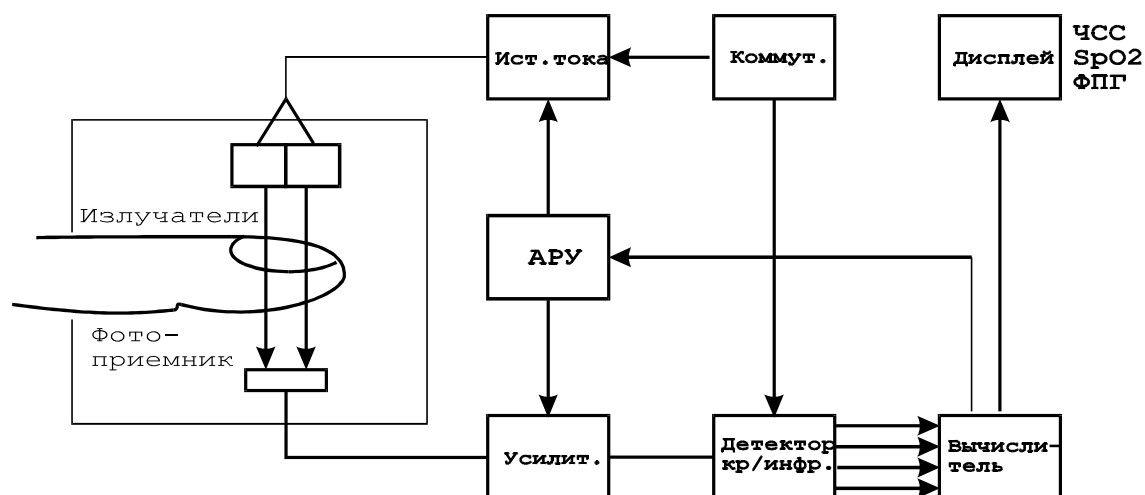 Ист.тока
Коммут.
Дисплей
ЧСС
SpO2
ФПГ
Излучатели
АРУ
Фото-
приемник
Усилит.
Детектор
кр/инфр.
Вычисли-
тель